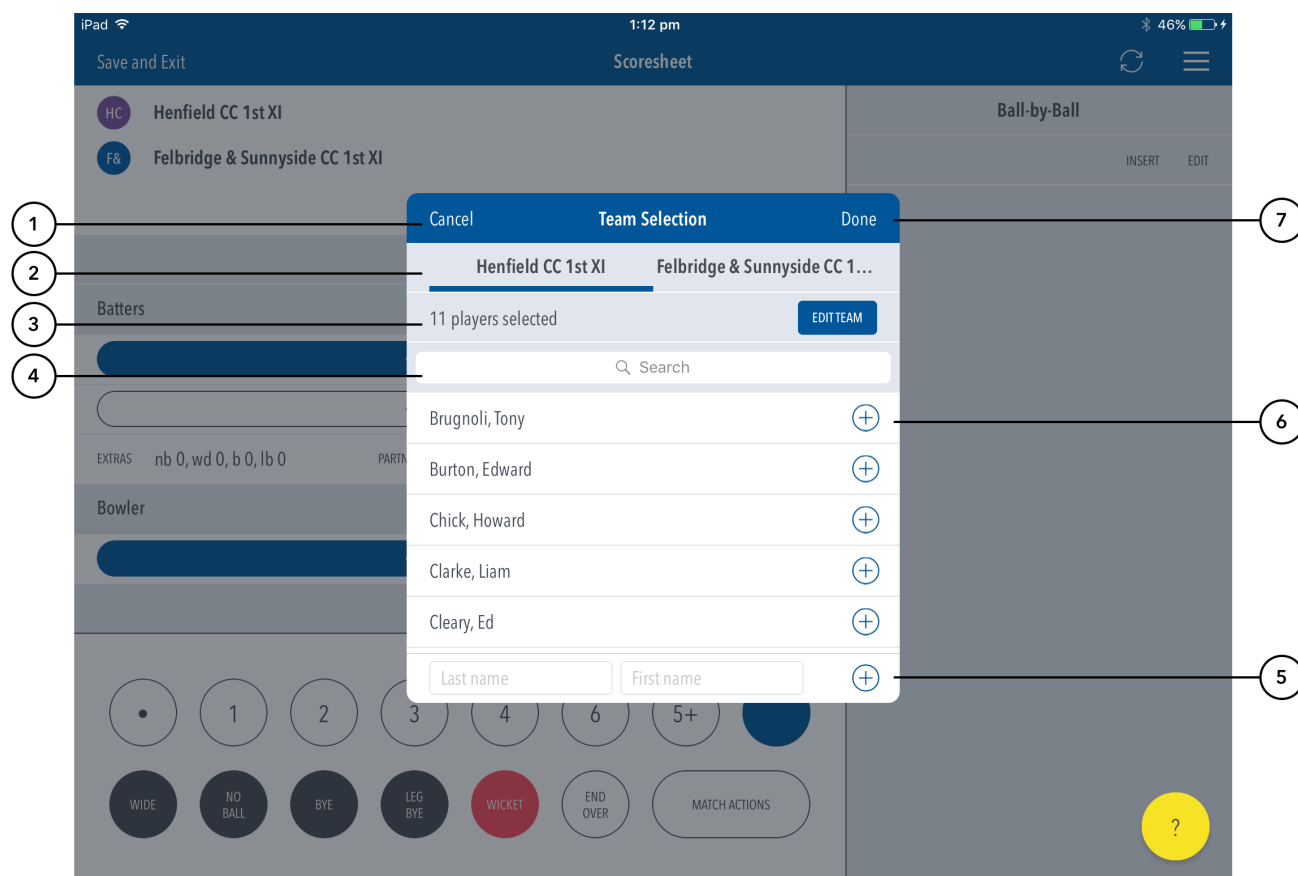 iPad 1:12 pm 46%
Save and Exit Scoresheet
HC Henfield CC 1st XI Ball-by-Ball
F& Felbridge & Sunnyside CC 1st XI INSERT EDIT
1 Cancel Team Selection Done 7
2 Henfield CC 1st XI Felbridge & Sunnyside CC 1...
Batters
3 11 players selected EDIT TEAM
4 Search
Brugnoli, Tony 6
EXTRAS nb 0, wd 0, b 0, lb 0 PARTN
Burton, Edward
Bowler
Chick, Howard
Clarke, Liam
Cleary, Ed
Last name First name 5
1 2 3 4 6 5+
WIDE NO BALL BYE LEG BYE WICKET END OVER MATCH ACTIONS
?